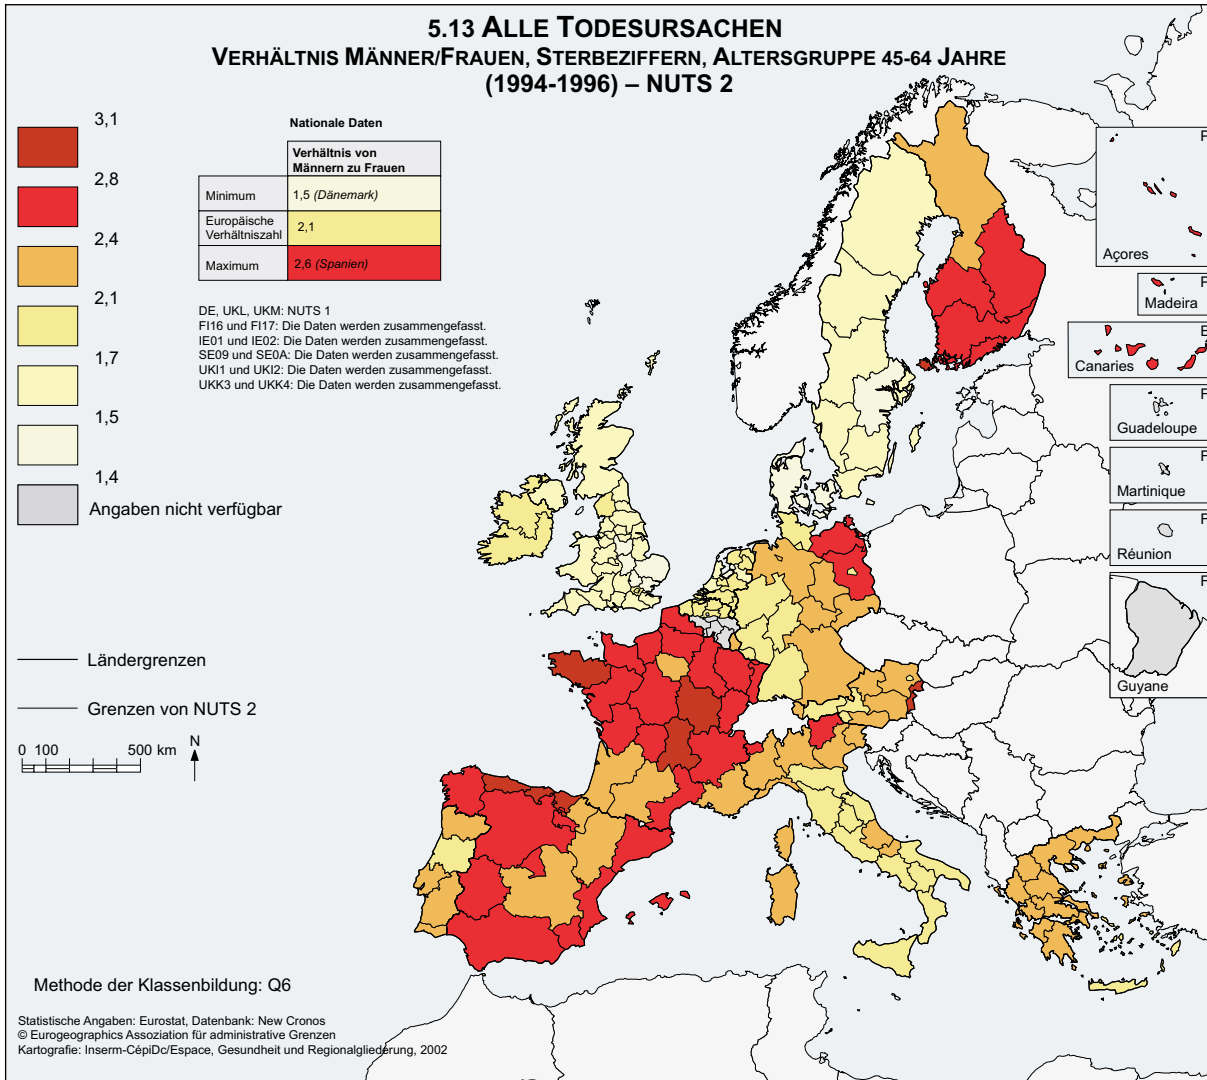 5.13 ALLE TODESURSACHEN
VERHÄLTNIS MÄNNER/FRAUEN, STERBEZIFFERN, ALTERSGRUPPE 45-64 JAHRE
(1994-1996) – NUTS 2
3,1
2,8
2,4
2,1
1,7
1,5
1,4
Angaben nicht verfügbar
Nationale Daten
Verhältnis von
Männern zu Frauen
Minimum
1,5 (Dänemark)
Europäische
Verhältniszahl
2,1
Maximum
2,6 (Spanien)
DE, UKL, UKM: NUTS 1
FI16 und FI17: Die Daten werden zusammengefasst.
IE01 und IE02: Die Daten werden zusammengefasst.
SE09 und SE0A: Die Daten werden zusammengefasst.
UKI1 und UKI2: Die Daten werden zusammengefasst.
UKK3 und UKK4: Die Daten werden zusammengefasst.
P
Açores
P
Madeira
E
Canaries
F
Guadeloupe
F
Martinique
F
Réunion
F
Guyane
Ländergrenzen
Grenzen von NUTS 2
0 100 500 km
N
Methode der Klassenbildung: Q6
Statistische Angaben: Eurostat, Datenbank: New Cronos
© Eurogeographics Assoziation für administrative Grenzen
Kartografie: Inserm-CépiDc/Espace, Gesundheit und Regionalgliederung, 2002